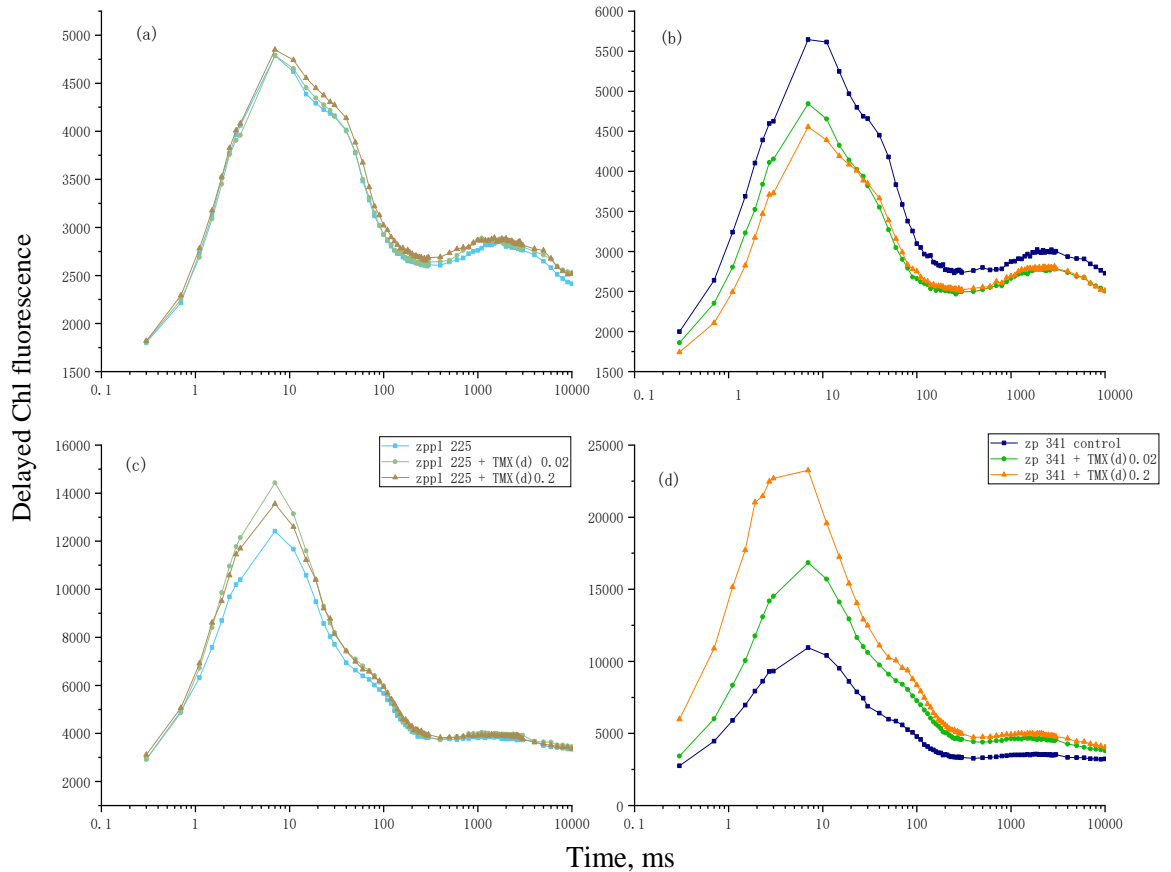 (a)
5000
4500
4000
3500
3000
2500
2000
1500
0.1 1 10 100 1000 10000
(b)
6000
5500
5000
4500
4000
3500
3000
2500
2000
1500
0.1 1 10 100 1000 10000
Delayed Chl fluorescence
(c)
zppl 225
zppl 225 + TMX(d) 0.02
zppl 225 + TMX(d)0.2
16000
14000
12000
10000
8000
6000
4000
2000
0.1 1 10 100 1000 10000
(d)
zp 341 control
zp 341 + TMX(d)0.02
zp 341 + TMX(d)0.2
25000
20000
15000
10000
5000
0
0.1 1 10 100 1000 10000
Time, ms